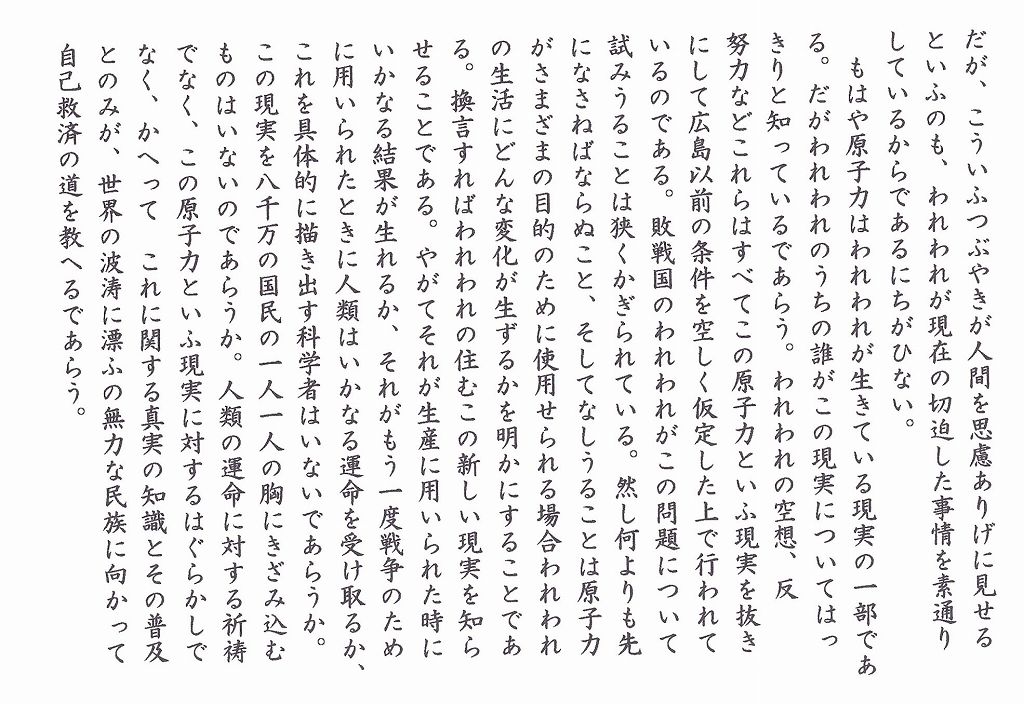 だが、こういふつぶやきが人間を思慮ありげに見せる
といふのも、われわれが現在の切迫した事情を素通り
しているからであるにちがひない。
もはや原子力はわれわれが生きている現実の一部であ
る。だがわれわれのうちの誰がこの現実についてはっ
きりと知っているであらう。われわれの空想、反
努力などこれらはすべてこの原子力といふ現実を抜き
にして広島以前の条件を空しく仮定した上で行われて
いるのである。敗戦国のわれわれがこの問題について
試みうることは狭くかぎられている。然し何よりも先
になさねばならぬこと、そしてなしうることは原子力
がさまざまの目的のために使用せられる場合われわれ
の生活にどんな変化が生ずるかを明かにすることであ
る。換言すればわれわれの住むこの新しい現実を知ら
せることである。やがてそれが生産に用いられた時に
いかなる結果が生れるか、それがもう一度戦争のため
に用いられたときに人類はいかなる運命を受け取るか、
これを具体的に描き出す科学者はいないであらうか。
この現実を八千万の国民の一人一人の胸にきざみ込む
ものはいないのであらうか。人類の運命に対する祈祷
でなく、この原子力といふ現実に対するはぐらかしで
なく、かへって　これに関する真実の知識とその普及
とのみが、世界の波涛に漂ふの無力な民族に向かって
自己救済の道を教へるであらう。